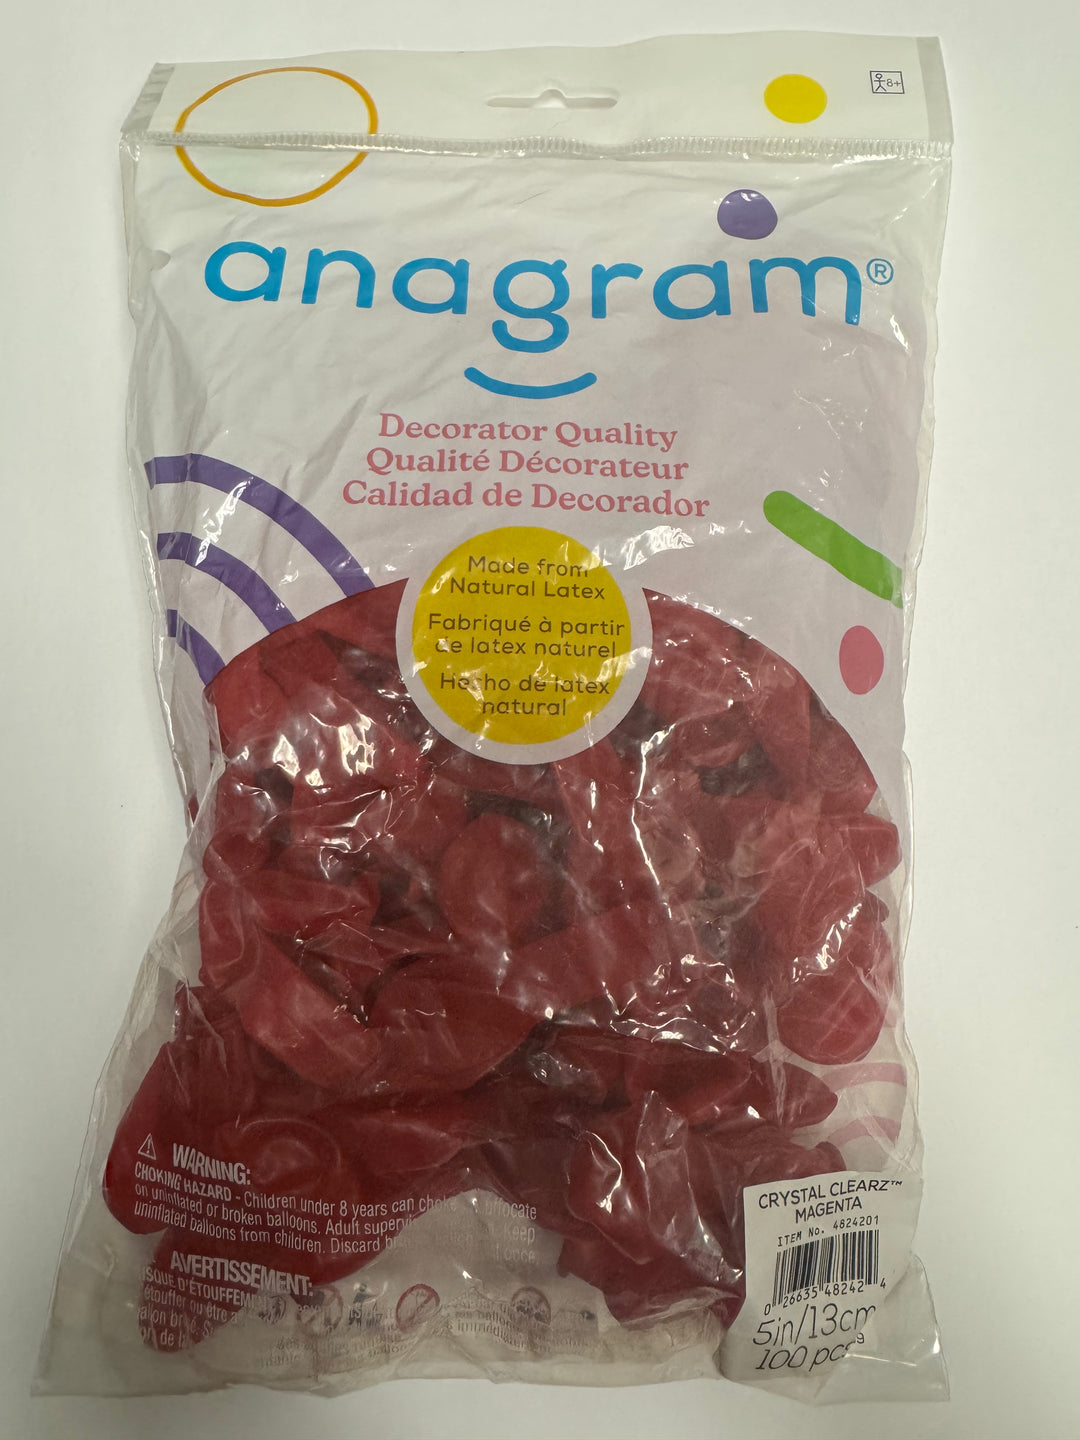 8+
anagram®
Decorator Quality
Qualité Décorateur
Calidad de Decorador
Made from
Natural Latex
Fabriqué à partir
de latex naturel
Hecho de latex
natural
WARNING:
CHOKING HAZARD - Children under 8 years can choke
on uninflated or broken balloons. Adult
uninflated balloons from children. Discard
AVERTISSEMENT:
CRYSTAL CLEARZ™
MAGENTA
ITEM No. 4824201
0 26635 48242 4
5in/13cm
100 pcs